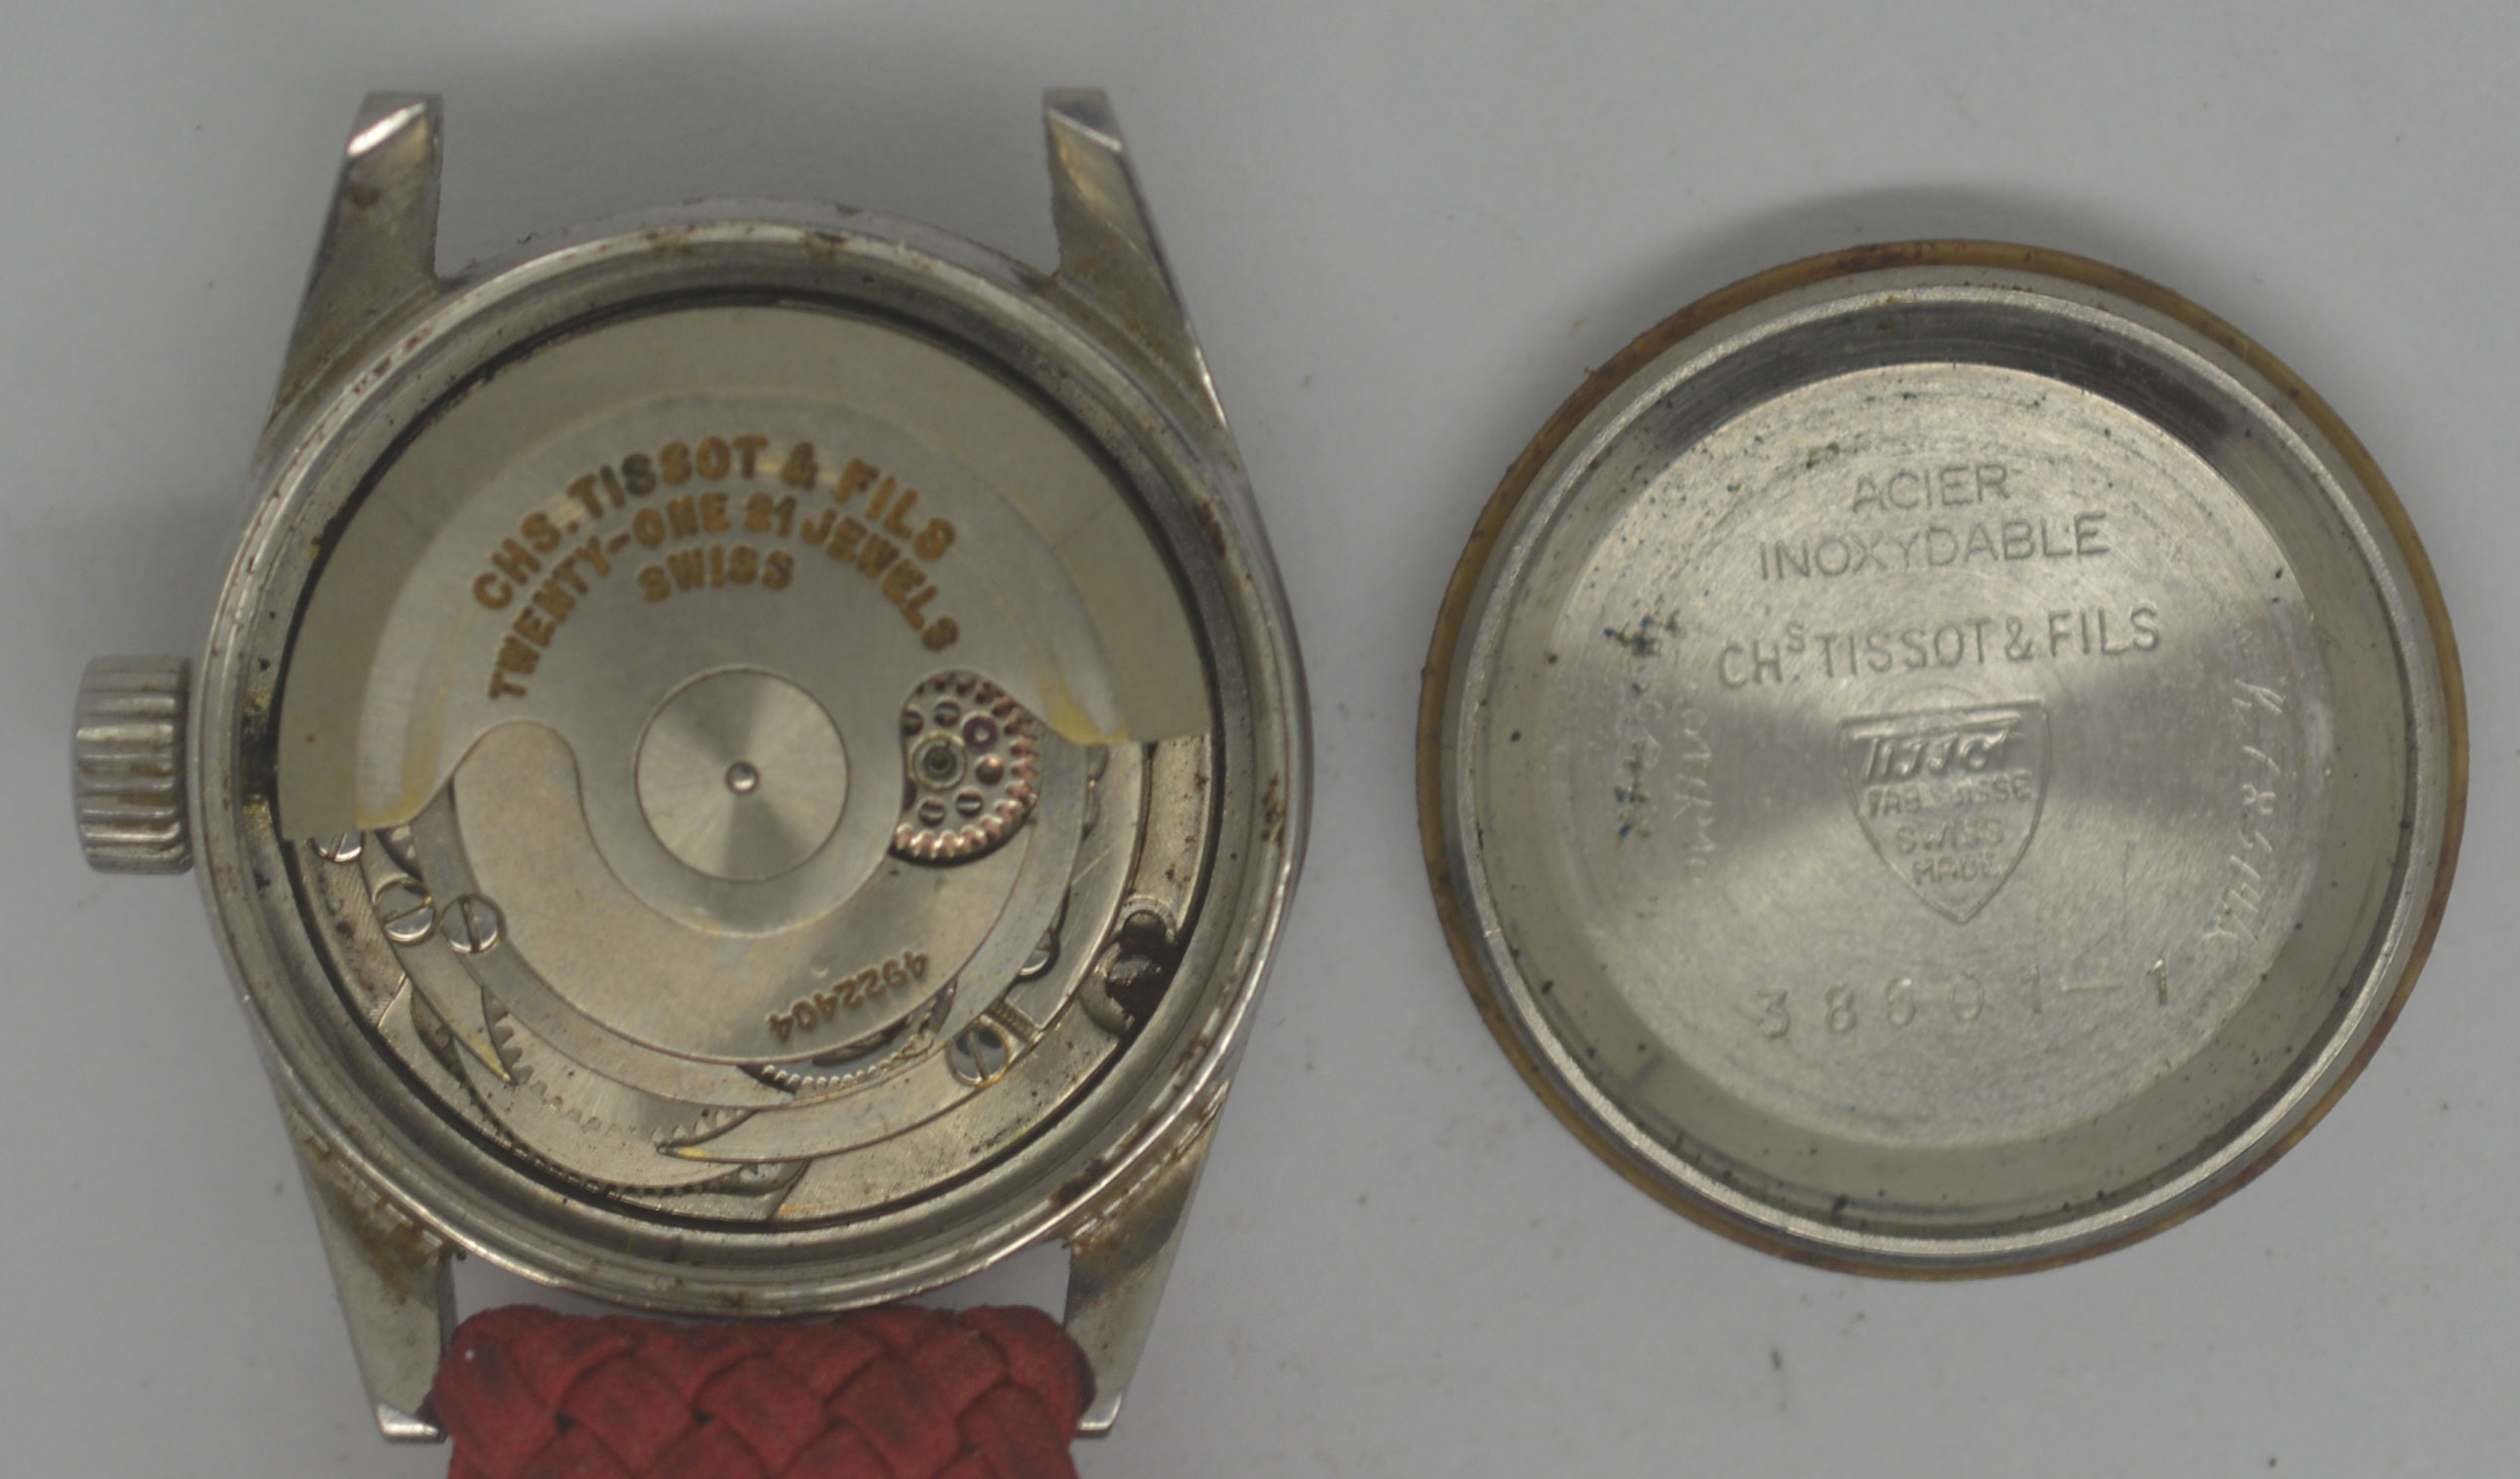 CHS. TISSOT & FILS
TWENTY-ONE 21 JEWELS
SWISS
4922404
ACIER
INOXYDABLE
CHS. TISSOT & FILS
TISSOT
FAB. SUISSE
SWISS
MADE
38501-1